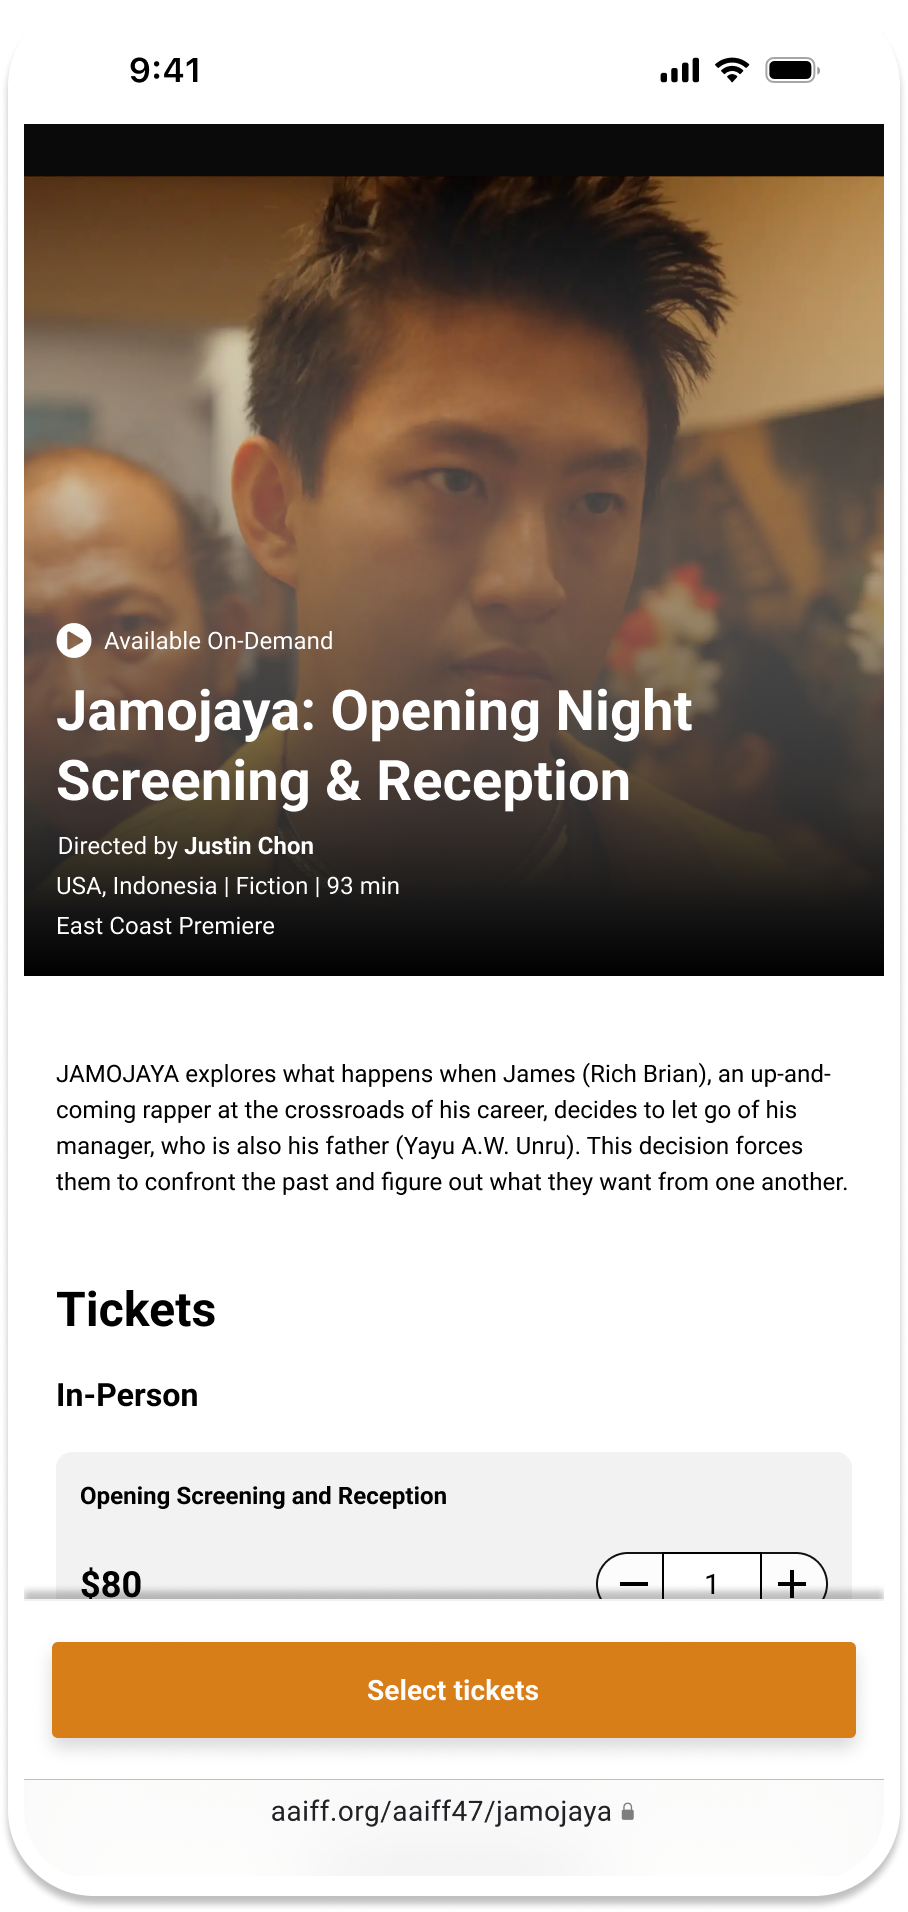 9:41
Available On-Demand
Jamojaya: Opening Night
Screening & Reception
Directed by Justin Chon
USA, Indonesia | Fiction | 93 min
East Coast Premiere
JAMOJAYA explores what happens when James (Rich Brian), an up-and-
coming rapper at the crossroads of his career, decides to let go of his
manager, who is also his father (Yayu A.W. Unru). This decision forces
them to confront the past and figure out what they want from one another.
Tickets
In-Person
Opening Screening and Reception
$80 1
Select tickets
aaiff.org/aaiff47/jamojaya